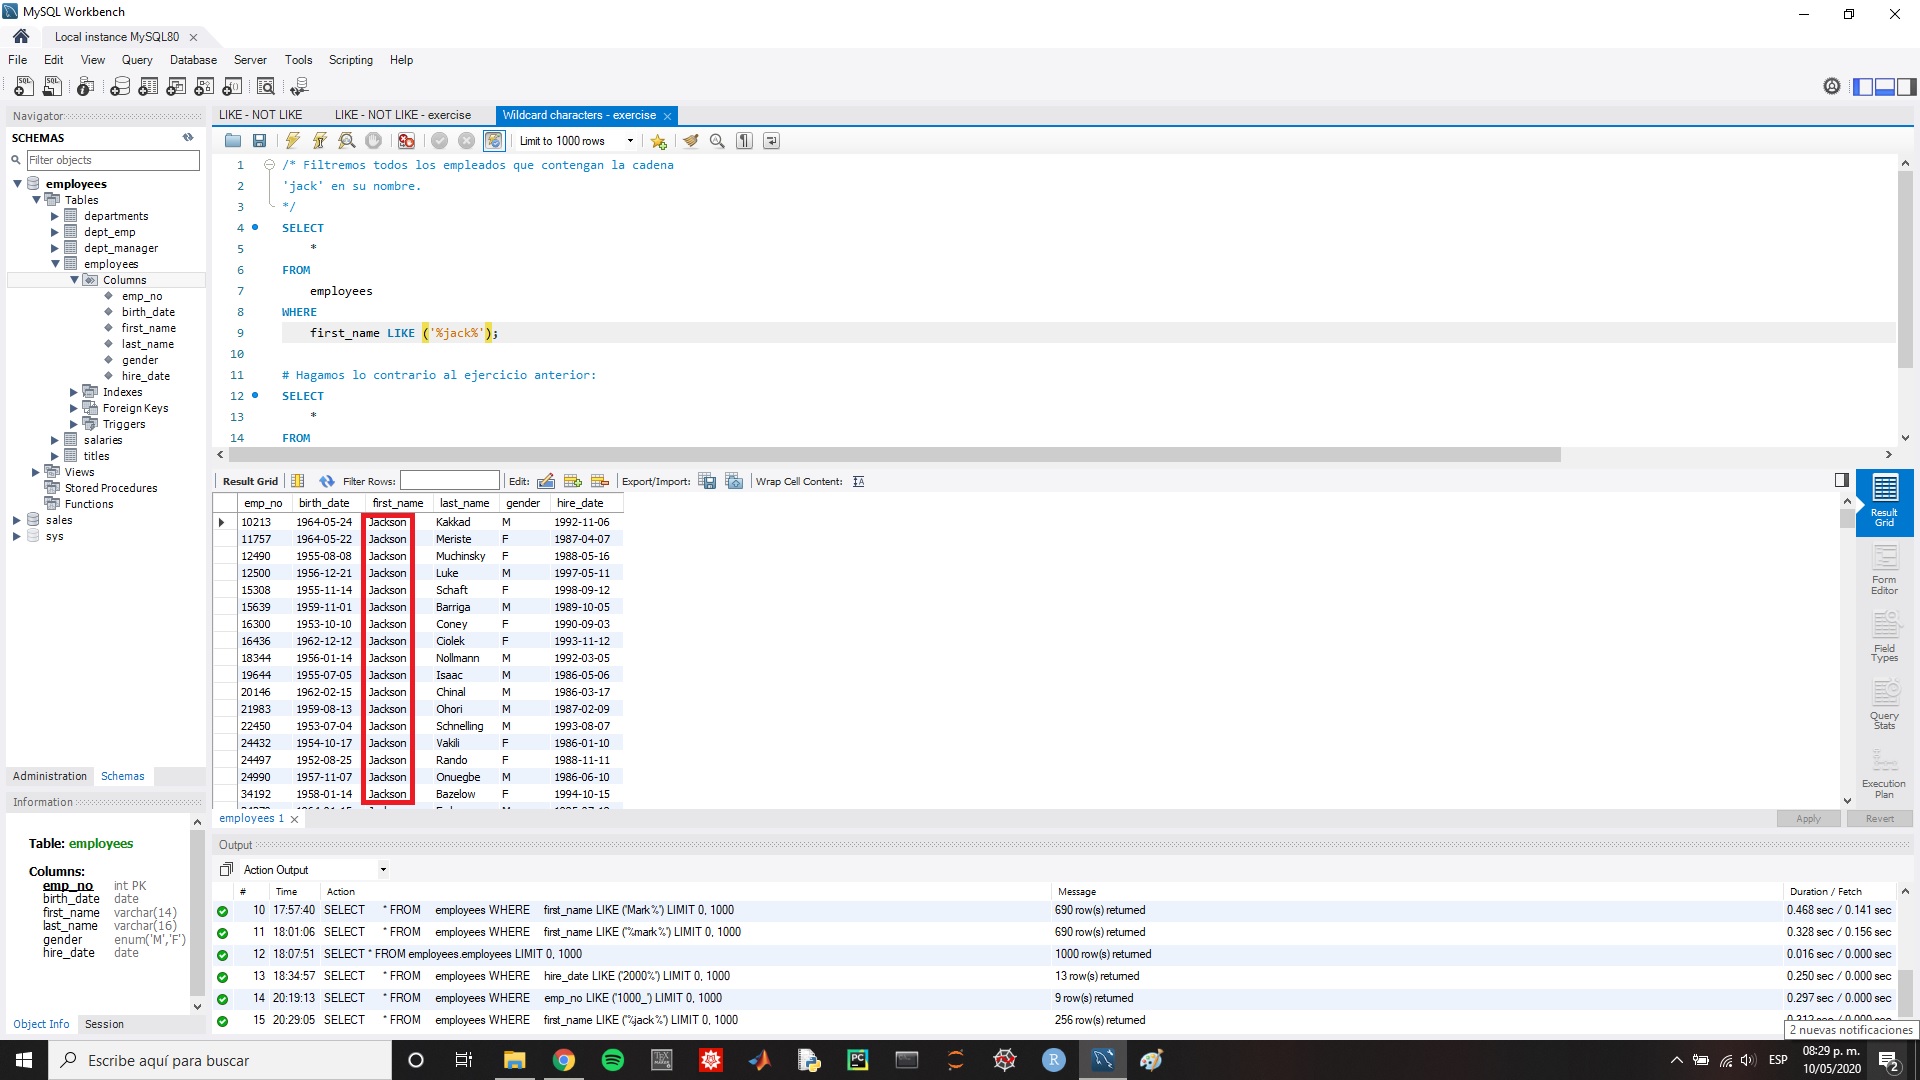 MySQL Workbench
Local instance MySQL80
File Edit View Query Database Server Tools Scripting Help
Navigator
SCHEMAS
Filter objects
employees
Tables
departments
dept_emp
dept_manager
employees
Columns
emp_no
birth_date
first_name
last_name
gender
hire_date
Indexes
Foreign Keys
Triggers
salaries
titles
Views
Stored Procedures
Functions
sales
sys
Administration Schemas
Information
Table: employees
Columns:
emp_no int PK
birth_date date
first_name varchar(14)
last_name varchar(16)
gender enum('M','F')
hire_date date
Object Info Session
LIKE - NOT LIKE LIKE - NOT LIKE - exercise Wildcard characters - exercise
Limit to 1000 rows
1 /* Filtremos todos los empleados que contengan la cadena
2 'jack' en su nombre.
3 */
4 SELECT
5 *
6 FROM
7 employees
8 WHERE
9 first_name LIKE ('%jack%');
10
11 # Hagamos lo contrario al ejercicio anterior:
12 SELECT
13 *
14 FROM
Result Grid Filter Rows: Edit: Export/Import: Wrap Cell Content:
emp_no birth_date first_name last_name gender hire_date
10213 1964-05-24 Jackson Kakkad M 1992-11-06
11757 1964-05-22 Jackson Meriste F 1987-04-07
12490 1955-08-08 Jackson Muchinsky F 1988-05-16
12500 1956-12-21 Jackson Luke M 1997-05-11
15308 1955-11-14 Jackson Schaft F 1998-09-12
15639 1959-11-01 Jackson Barriga M 1989-10-05
16300 1953-10-10 Jackson Coney F 1990-09-03
16436 1962-12-12 Jackson Ciolek F 1993-11-12
18344 1956-01-14 Jackson Nollmann M 1992-03-05
19644 1955-07-05 Jackson Isaac M 1986-05-06
20146 1962-02-15 Jackson Chinal M 1986-03-17
21983 1959-08-13 Jackson Ohori M 1987-02-09
22450 1953-07-04 Jackson Schnelling M 1993-08-07
24432 1954-10-17 Jackson Vakili F 1986-01-10
24497 1952-08-25 Jackson Rando F 1988-11-11
24990 1957-11-07 Jackson Onuegbe M 1986-06-10
34192 1958-01-14 Jackson Bazelow F 1994-10-15
Result
Grid
Form
Editor
Field
Types
Query
Stats
Execution
Plan
employees 1
Apply Revert
Output
Action Output
# Time Action Message Duration / Fetch
10 17:57:40 SELECT * FROM employees WHERE first_name LIKE ('Mark%') LIMIT 0, 1000 690 row(s) returned 0.468 sec / 0.141 sec
11 18:01:06 SELECT * FROM employees WHERE first_name LIKE ('%mark%') LIMIT 0, 1000 690 row(s) returned 0.328 sec / 0.156 sec
12 18:07:51 SELECT * FROM employees.employees LIMIT 0, 1000 1000 row(s) returned 0.016 sec / 0.000 sec
13 18:34:57 SELECT * FROM employees WHERE hire_date LIKE ('2000%') LIMIT 0, 1000 13 row(s) returned 0.250 sec / 0.000 sec
14 20:19:13 SELECT * FROM employees WHERE emp_no LIKE ('1000_') LIMIT 0, 1000 9 row(s) returned 0.297 sec / 0.000 sec
15 20:29:05 SELECT * FROM employees WHERE first_name LIKE ('%jack%') LIMIT 0, 1000 256 row(s) returned
2 nuevas notificaciones
Escribe aquí para buscar
PC
R
ESP
08:29 p. m.
10/05/2020
2